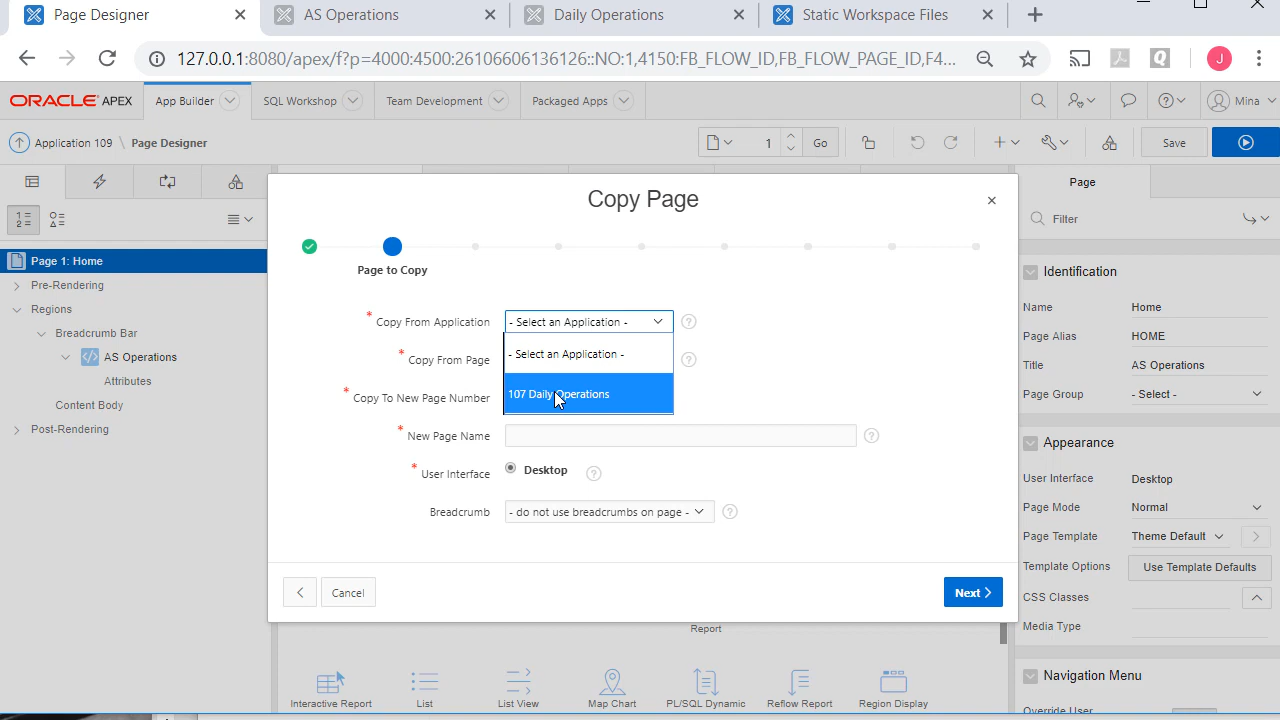 Page Designer
AS Operations
Daily Operations
Static Workspace Files
127.0.0.1:8080/apex/f?p=4000:4500:26106606136126::NO:1,4150:FB_FLOW_ID,FB_FLOW_PAGE_ID,F4...
J
ORACLE APEX
App Builder
SQL Workshop
Team Development
Packaged Apps
Mina
Application 109 \ Page Designer
1
Go
Save
Page
Filter
Page 1: Home
Pre-Rendering
Regions
Breadcrumb Bar
AS Operations
Attributes
Content Body
Post-Rendering
Copy Page
Page to Copy
* Copy From Application
- Select an Application -
- Select an Application -
107 Daily Operations
* Copy From Page
* Copy To New Page Number
* New Page Name
* User Interface
Desktop
Breadcrumb
- do not use breadcrumbs on page -
Cancel
Next
Report
Interactive Report
List
List View
Map Chart
PL/SQL Dynamic
Reflow Report
Region Display
Identification
Name
Home
Page Alias
HOME
Title
AS Operations
Page Group
- Select -
Appearance
User Interface
Desktop
Page Mode
Normal
Page Template
Theme Default
Template Options
Use Template Defaults
CSS Classes
Media Type
Navigation Menu
Override User